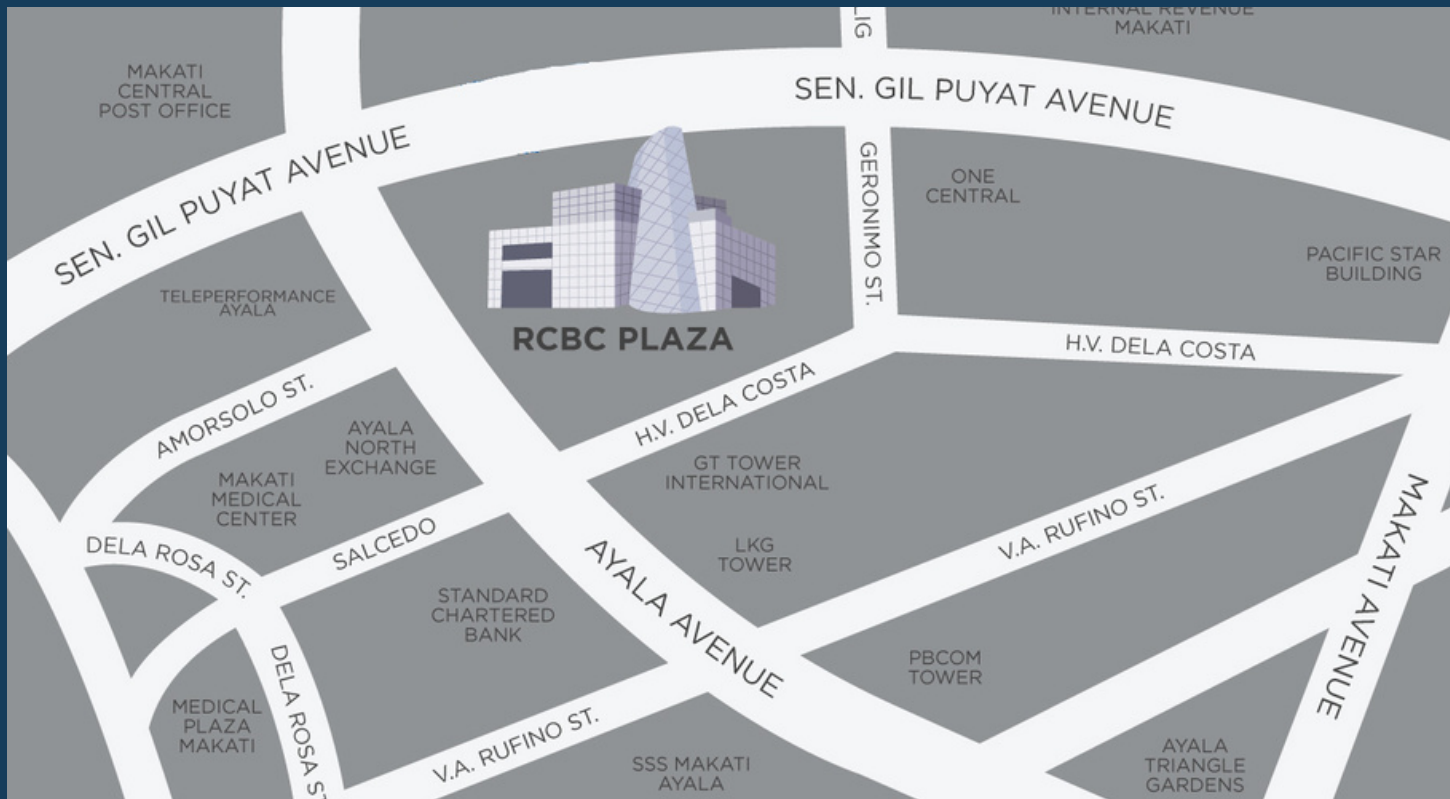 LIG
INTERNAL REVENUE
MAKATI
MAKATI
CENTRAL
POST OFFICE
SEN. GIL PUYAT AVENUE
SEN. GIL PUYAT AVENUE
GERONIMO ST.
ONE
CENTRAL
PACIFIC STAR
BUILDING
TELEPERFORMANCE
AYALA
RCBC PLAZA
H.V. DELA COSTA
H.V. DELA COSTA
AMORSOLO ST.
AYALA
NORTH
EXCHANGE
MAKATI
MEDICAL
CENTER
GT TOWER
INTERNATIONAL
DELA ROSA ST.
SALCEDO
LKG
TOWER
V.A. RUFINO ST.
MAKATI AVENUE
STANDARD
CHARTERED
BANK
AYALA AVENUE
PBCOM
TOWER
DELA ROSA ST
MEDICAL
PLAZA
MAKATI
V.A. RUFINO ST.
SSS MAKATI
AYALA
AYALA
TRIANGLE
GARDENS